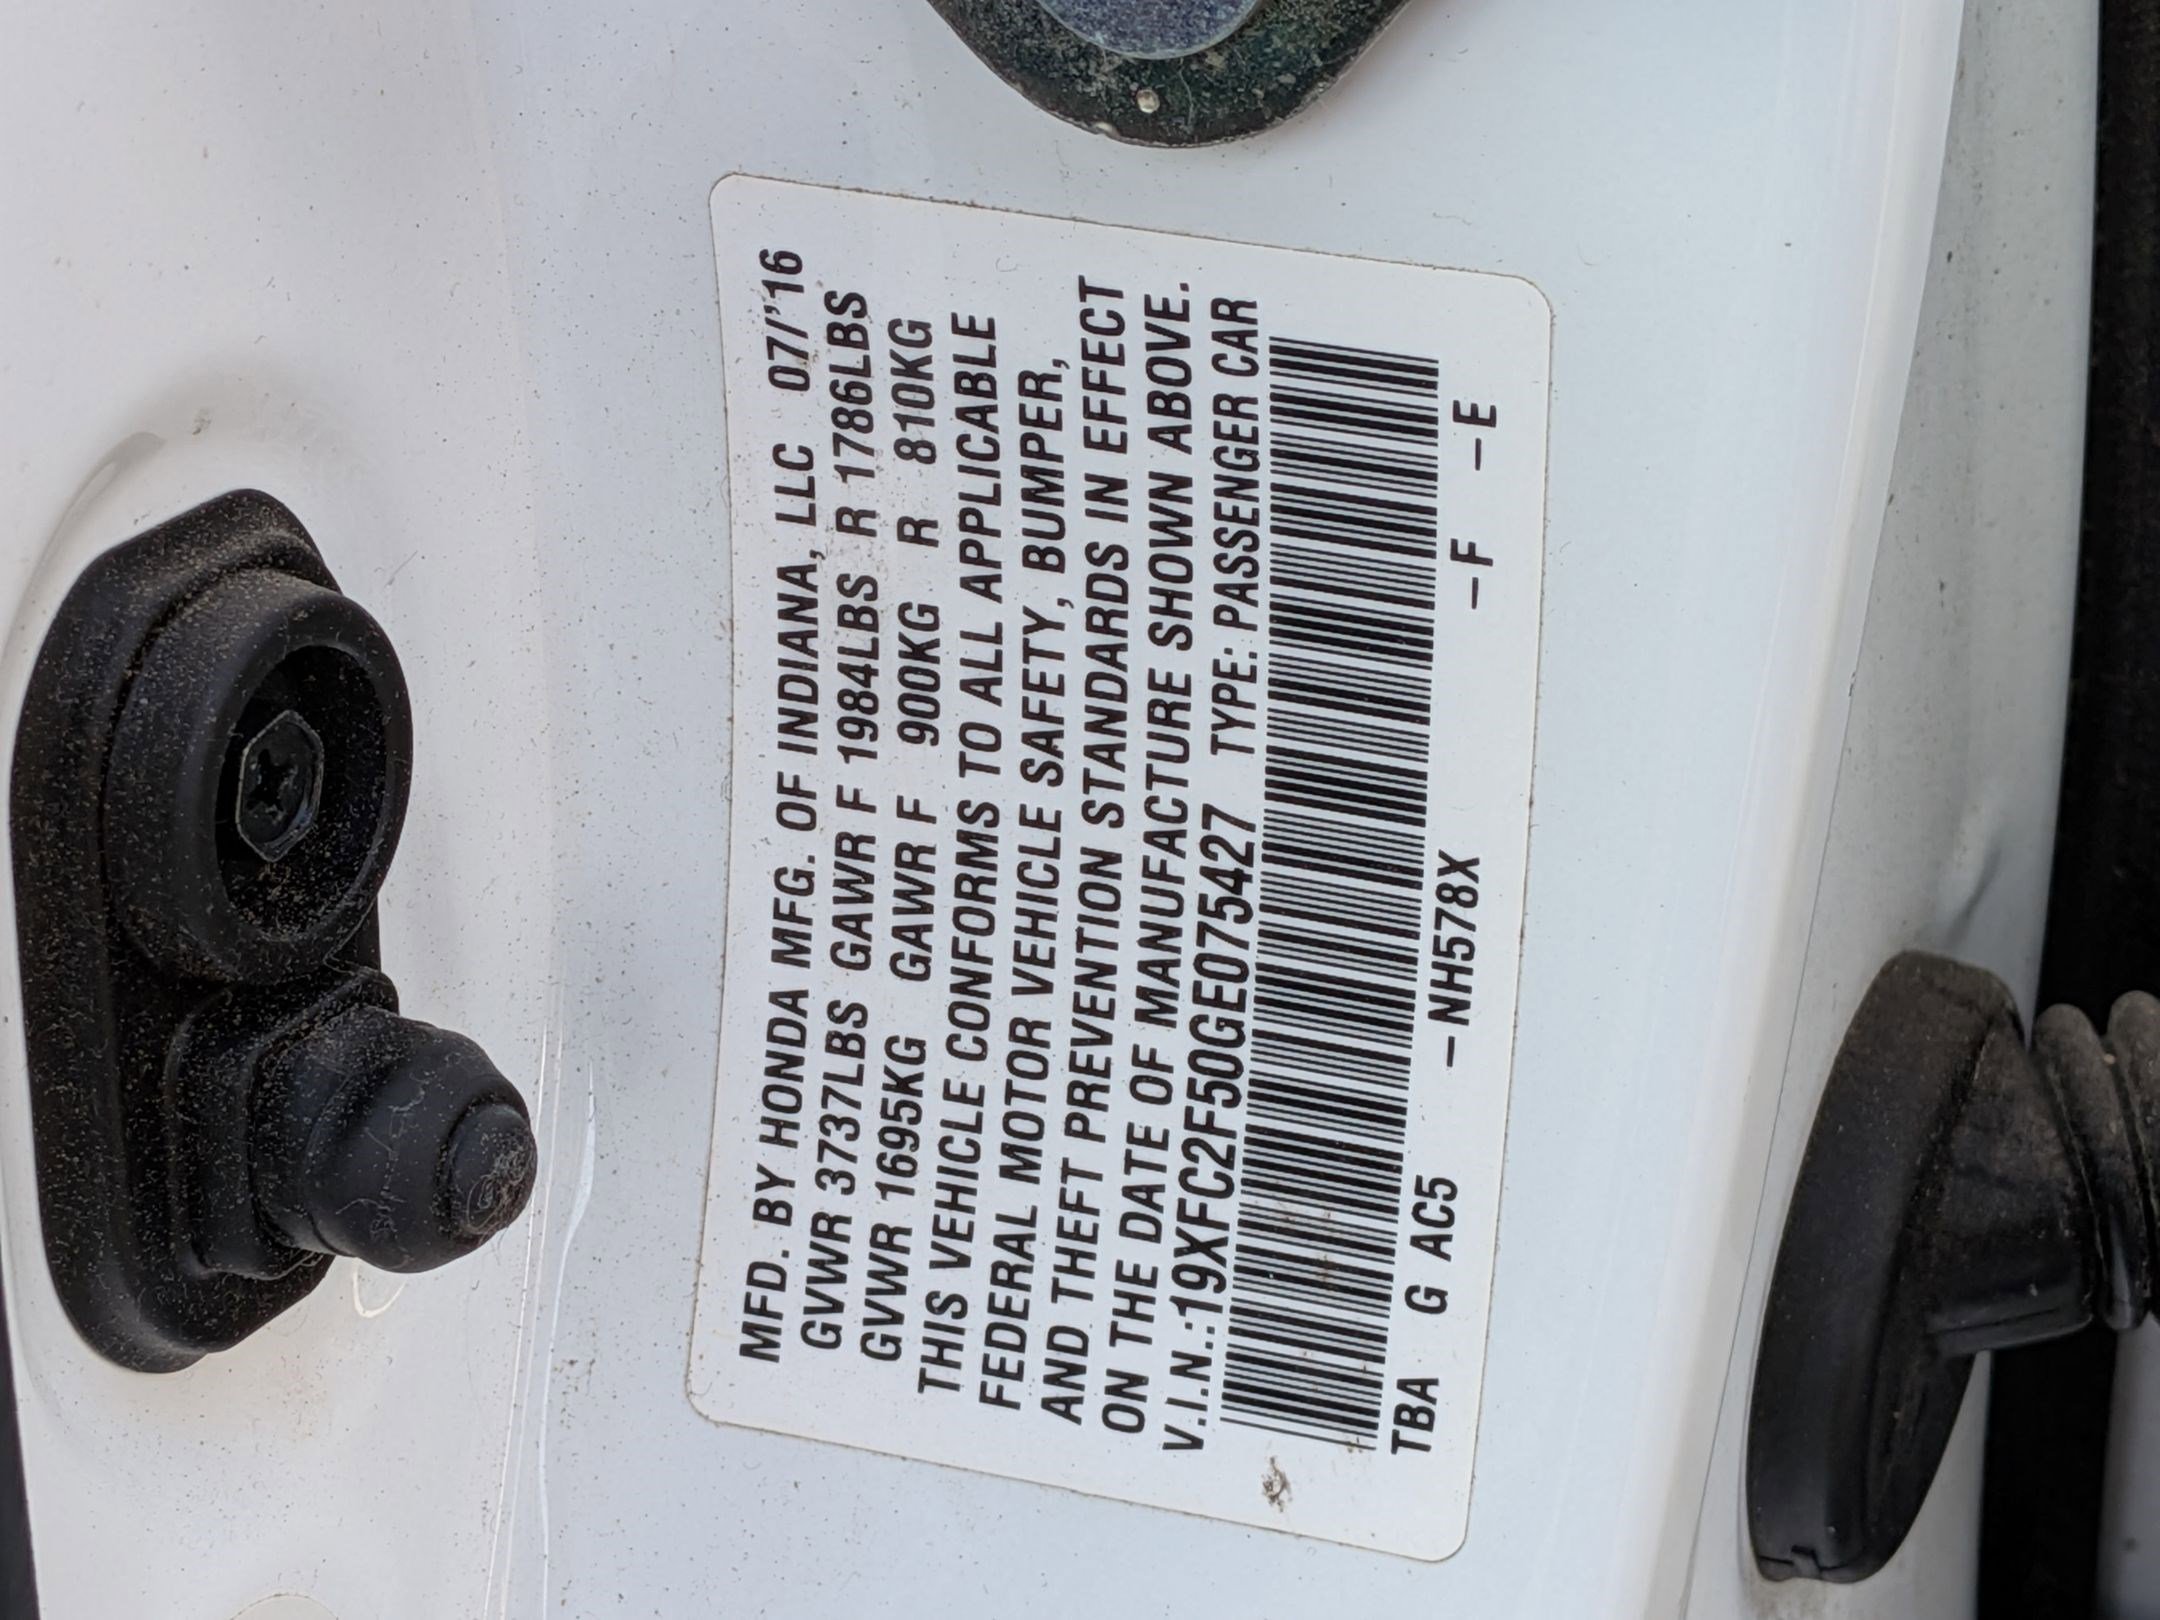 MFD. BY HONDA MFG. OF INDIANA, LLC 07/'16
GVWR 3737LBS GAWR F 1984LBS R 1786LBS
GVWR 1695KG GAWR F 900KG R 810KG
THIS VEHICLE CONFORMS TO ALL APPLICABLE
FEDERAL MOTOR VEHICLE SAFETY, BUMPER,
AND THEFT PREVENTION STANDARDS IN EFFECT
ON THE DATE OF MANUFACTURE SHOWN ABOVE.
V.I.N.:19XFC2F50GE075427 TYPE: PASSENGER CAR
TBA G AC5 –NH578X –F –E